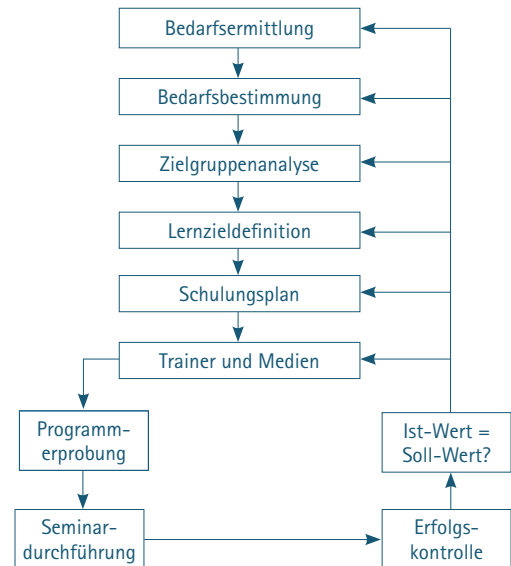 Bedarfsermittlung
Bedarfsbestimmung
Zielgruppenanalyse
Lernzieldefinition
Schulungsplan
Trainer und Medien
Programm-
erprobung
Ist-Wert =
Soll-Wert?
Seminar-
durchführung
Erfolgs-
kontrolle